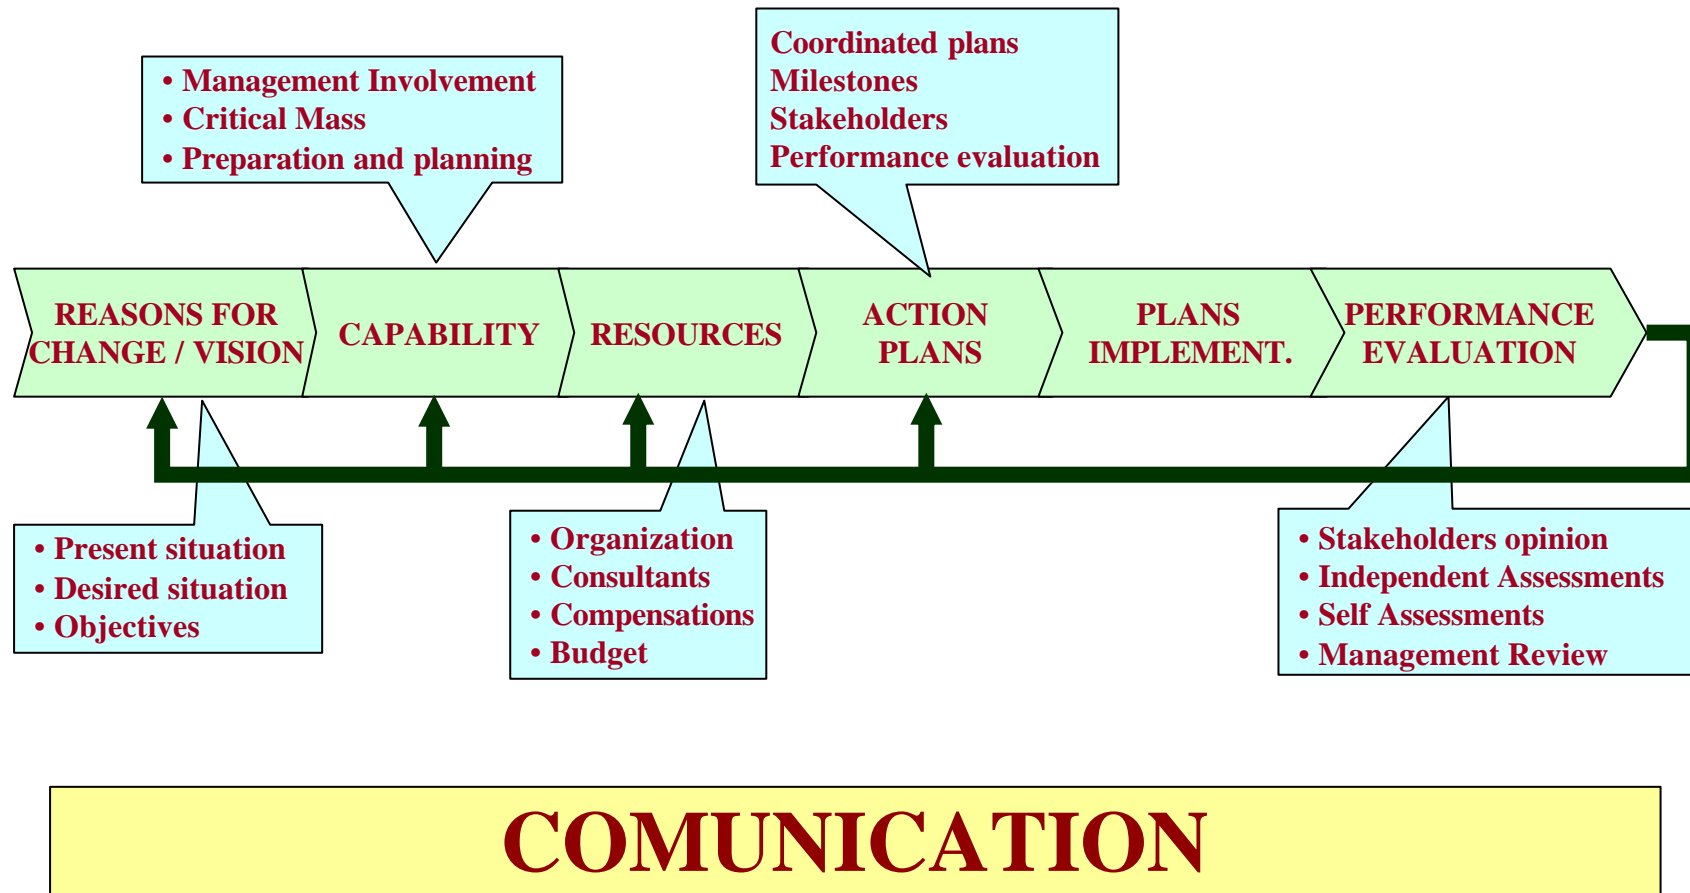 • Management Involvement
• Critical Mass
• Preparation and planning
Coordinated plans
Milestones
Stakeholders
Performance evaluation
REASONS FOR
CHANGE / VISION
CAPABILITY
RESOURCES
ACTION
PLANS
PLANS
IMPLEMENT.
PERFORMANCE
EVALUATION
• Present situation
• Desired situation
• Objectives
• Organization
• Consultants
• Compensations
• Budget
• Stakeholders opinion
• Independent Assessments
• Self Assessments
• Management Review
COMUNICATION